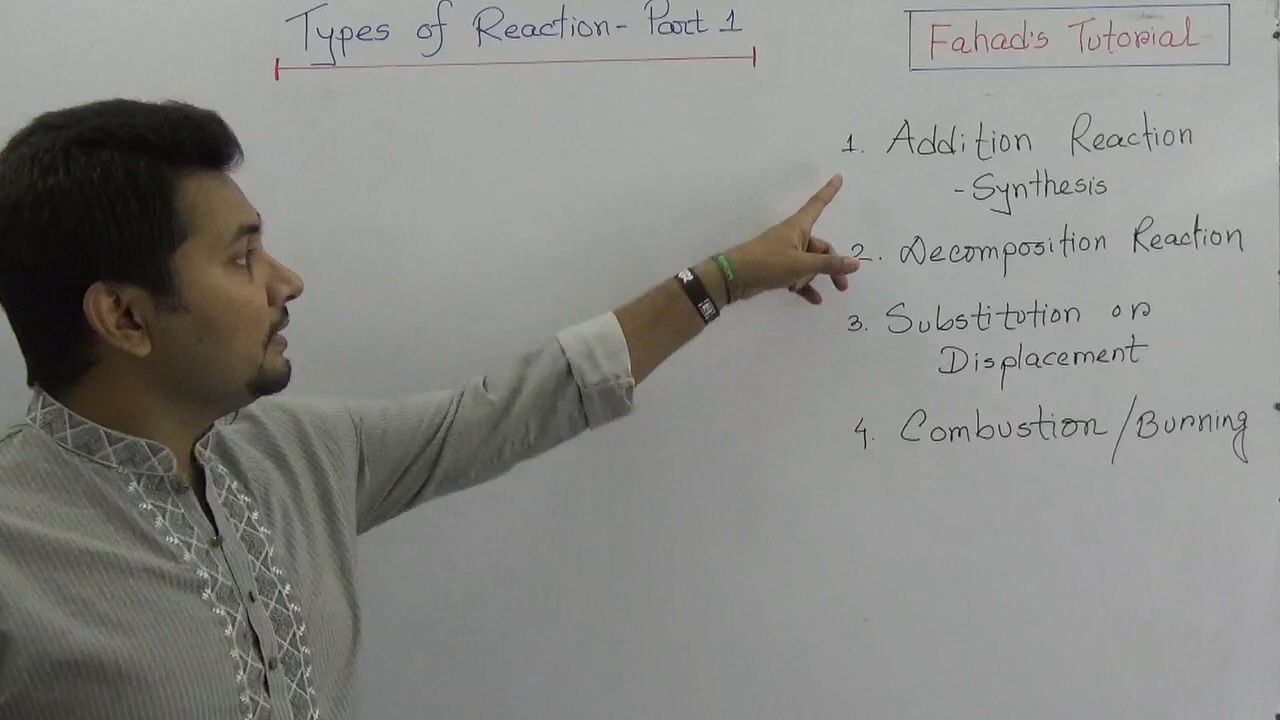 Types of Reaction - Part 1
Fahad's Tutorial
1. Addition Reaction
- Synthesis
2. Decomposition Reaction
3. Substitution or
Displacement
4. Combustion / Burning